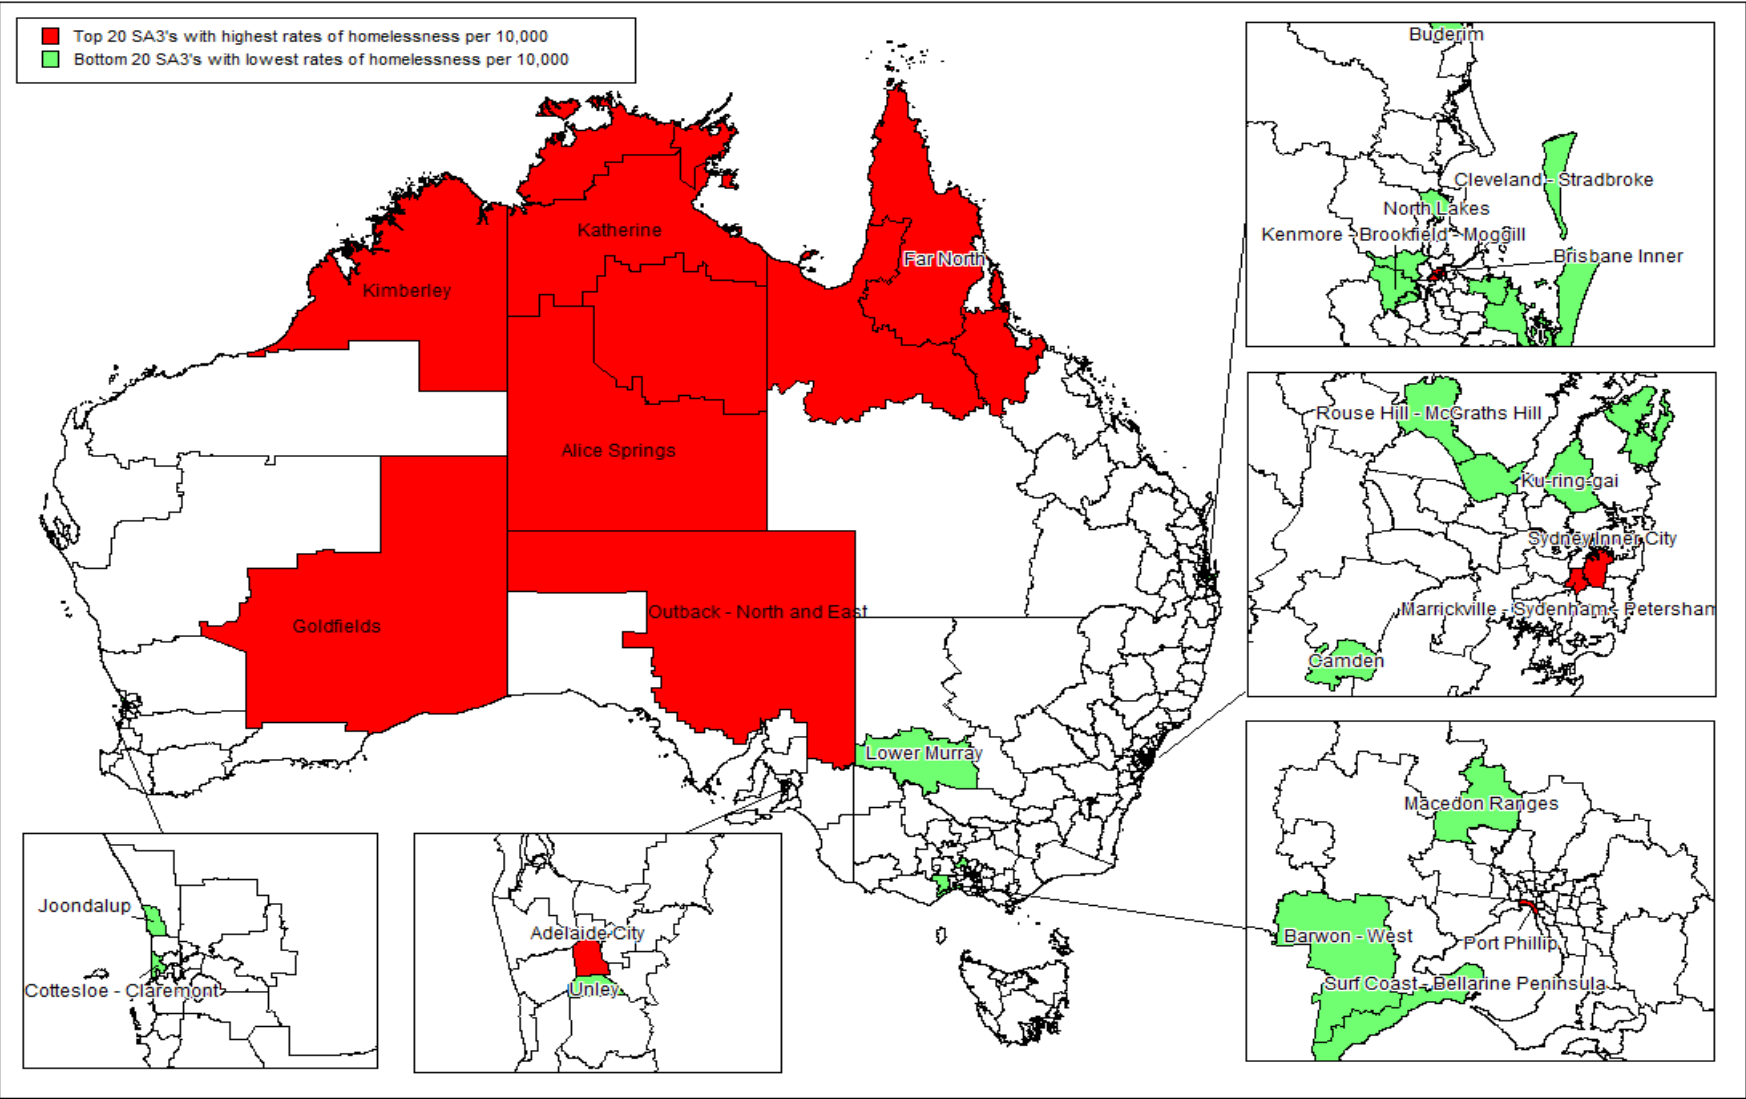 Top 20 SA3's with highest rates of homelessness per 10,000
Bottom 20 SA3's with lowest rates of homelessness per 10,000
Katherine
Far North
Kimberley
Alice Springs
Outback - North and East
Goldfields
Lower Murray
Buderim
Cleveland - Stradbroke
North Lakes
Kenmore - Brookfield - Moggill
Brisbane Inner
Rouse Hill - McGraths Hill
Ku-ring-gai
Sydney Inner City
Marrickville - Sydenham - Petersham
Camden
Macedon Ranges
Barwon - West
Port Phillip
Surf Coast - Bellarine Peninsula
Joondalup
Cottesloe - Claremont
Adelaide City
Unley